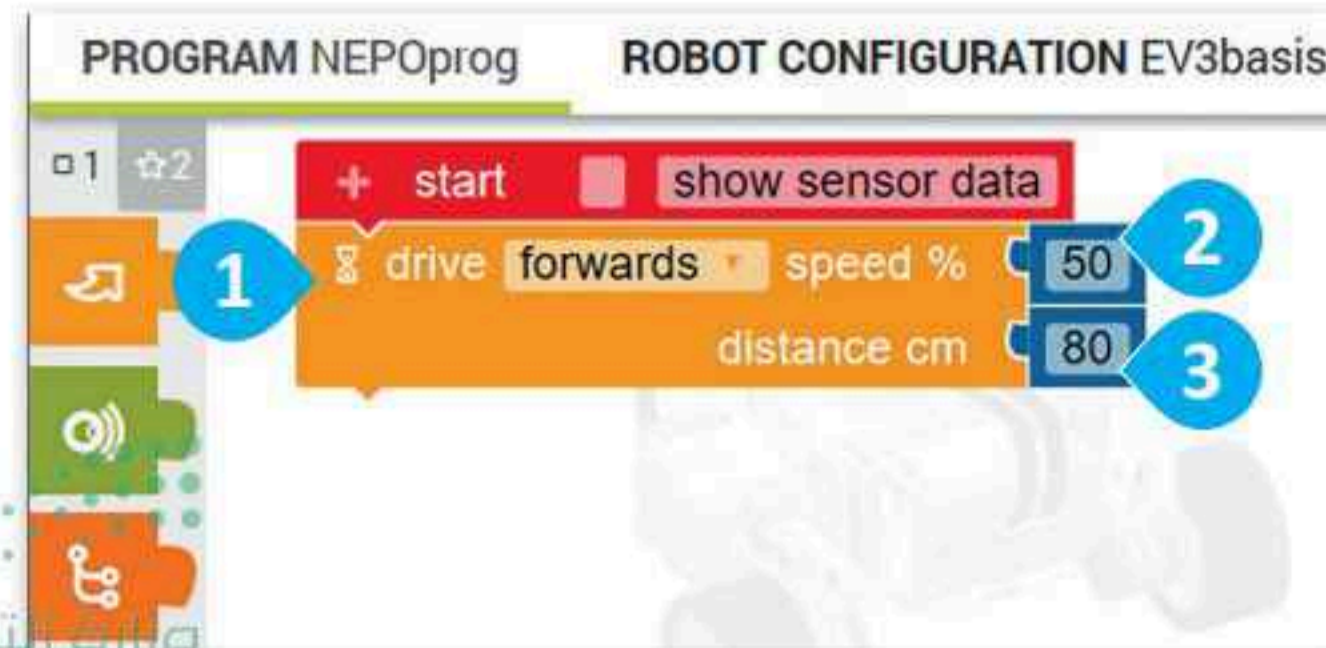 PROGRAM NEPOprog ROBOT CONFIGURATION EV3basis
1 2
start show sensor data
1 drive forwards speed % 50 2
distance cm 80 3